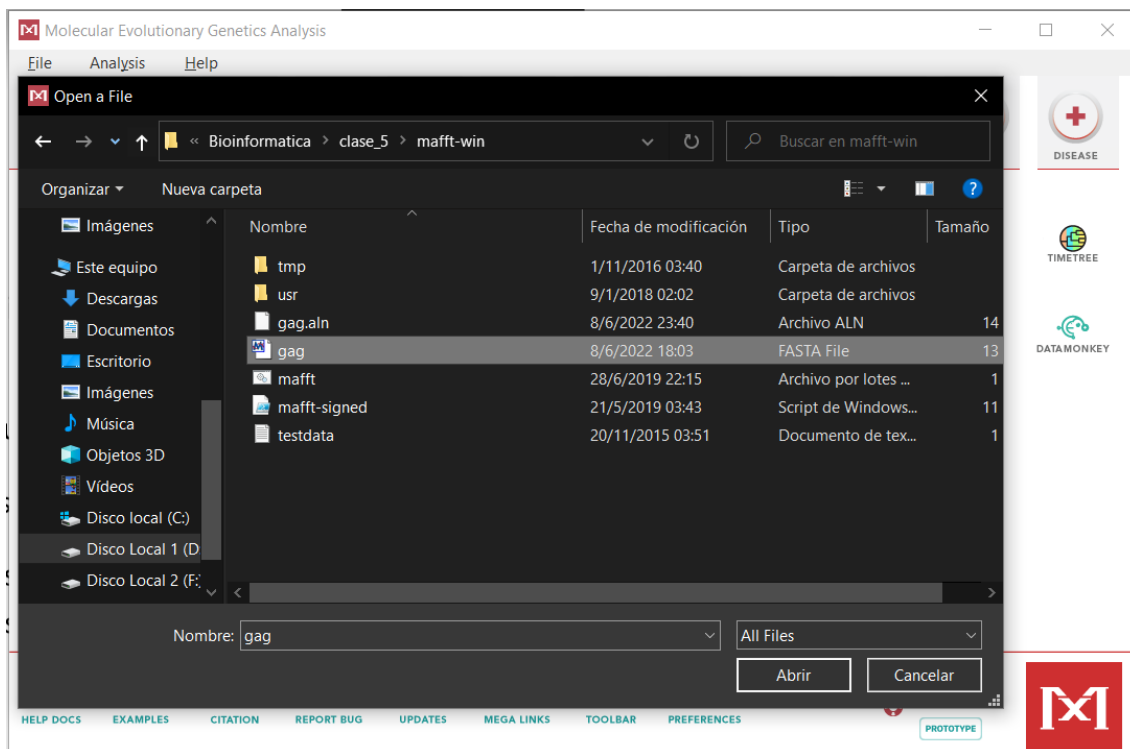 Molecular Evolutionary Genetics Analysis
File Analysis Help
Open a File
« Bioinformatica > clase_5 > mafft-win
Buscar en mafft-win
Organizar Nueva carpeta
Nombre Fecha de modificación Tipo Tamaño
Imágenes
Este equipo
Descargas
Documentos
Escritorio
Imágenes
Música
Objetos 3D
Vídeos
Disco local (C:)
Disco Local 1 (D
Disco Local 2 (F:
tmp 1/11/2016 03:40 Carpeta de archivos
usr 9/1/2018 02:02 Carpeta de archivos
gag.aln 8/6/2022 23:40 Archivo ALN 14
gag 8/6/2022 18:03 FASTA File 13
mafft 28/6/2019 22:15 Archivo por lotes ... 1
mafft-signed 21/5/2019 03:43 Script de Windows... 11
testdata 20/11/2015 03:51 Documento de tex... 1
Nombre: gag
All Files
Abrir Cancelar
DISEASE
TIMETREE
DATAMONKEY
HELP DOCS EXAMPLES CITATION REPORT BUG UPDATES MEGA LINKS TOOLBAR PREFERENCES
PROTOTYPE
M